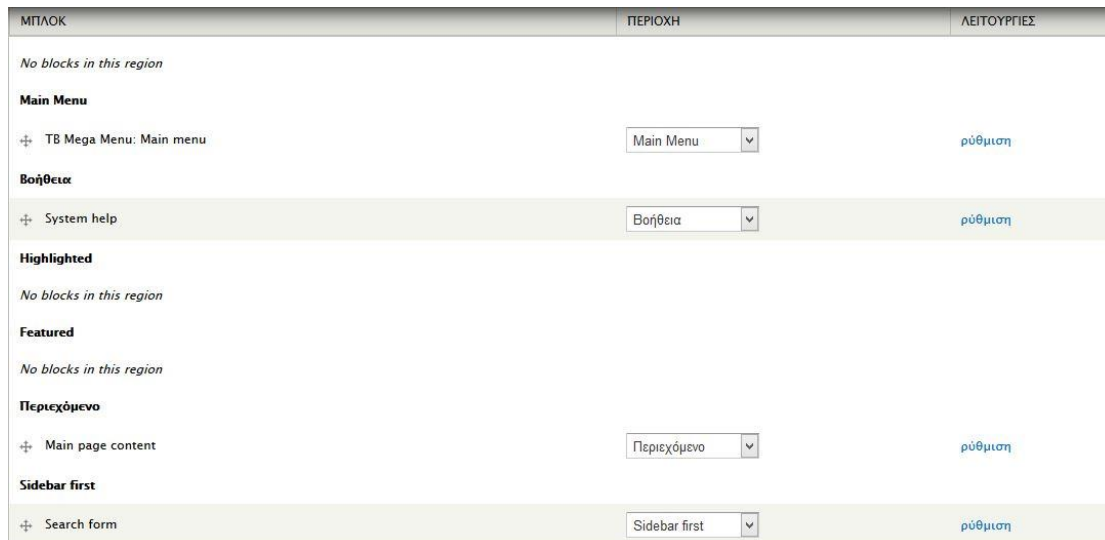 ΜΠΛΟΚ ΠΕΡΙΟΧΗ ΛΕΙΤΟΥΡΓΙΕΣ
No blocks in this region
Main Menu
TB Mega Menu: Main menu Main Menu ρύθμιση
Βοήθεια
System help Βοήθεια ρύθμιση
Highlighted
No blocks in this region
Featured
No blocks in this region
Περιεχόμενο
Main page content Περιεχόμενο ρύθμιση
Sidebar first
Search form Sidebar first ρύθμιση